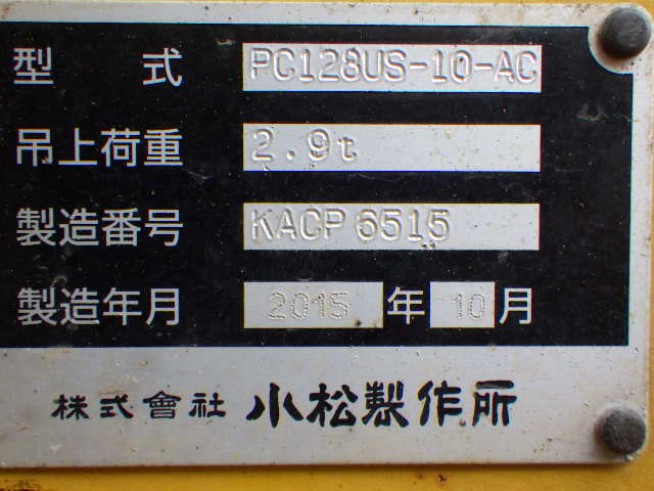 型 式 PC128US-10-AC
吊上荷重 2.9t
製造番号 KACP 6515
製造年月 2015 年 10 月
株式會社 小松製作所